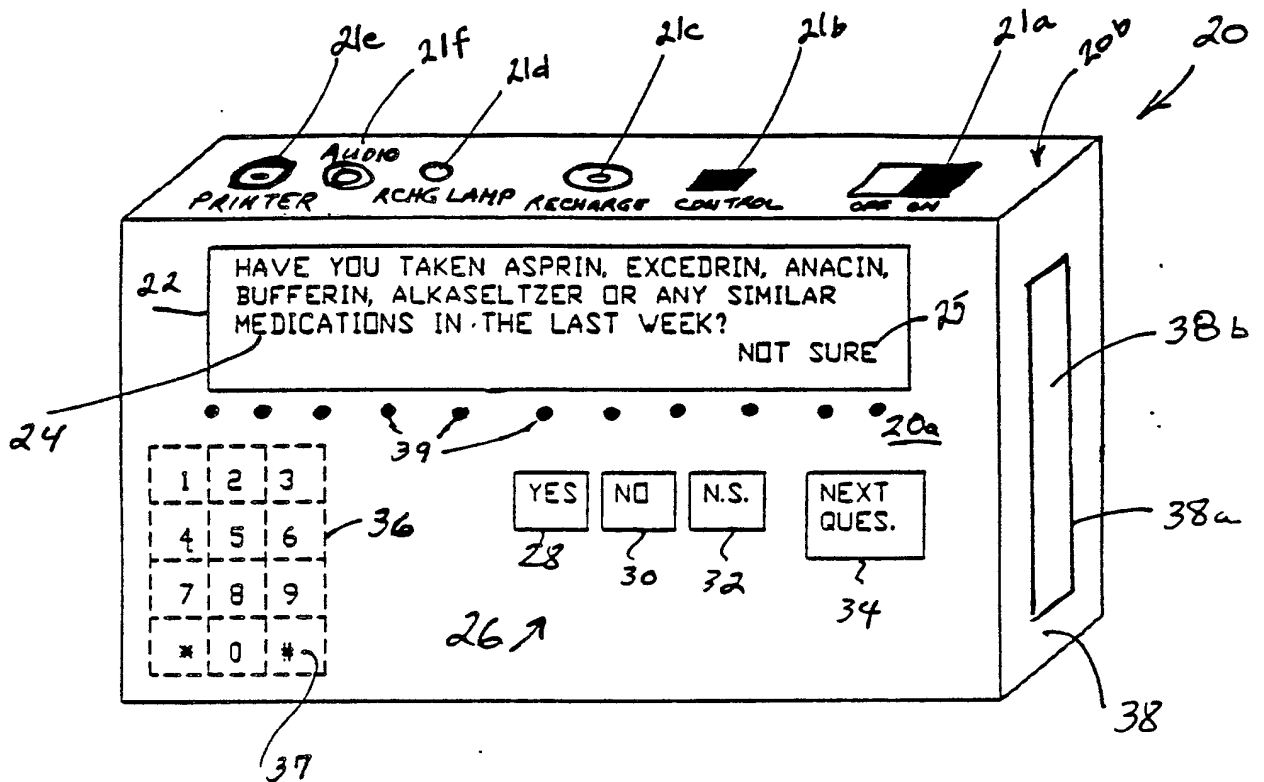 21e 21f 21d 21c 21b 21a 20b 20
AUDIO
PRINTER RCHG LAMP RECHARGE CONTROL OFF ON
22
HAVE YOU TAKEN ASPRIN, EXCEDRIN, ANACIN,
BUFFERIN, ALKASELTZER OR ANY SIMILAR
MEDICATIONS IN THE LAST WEEK?
NOT SURE
25
38b
24
39
20a
1 2 3
4 5 6
7 8 9
* 0 #
36
YES NO N.S. NEXT
QUES.
28 30 32 34
38a
26
38
37